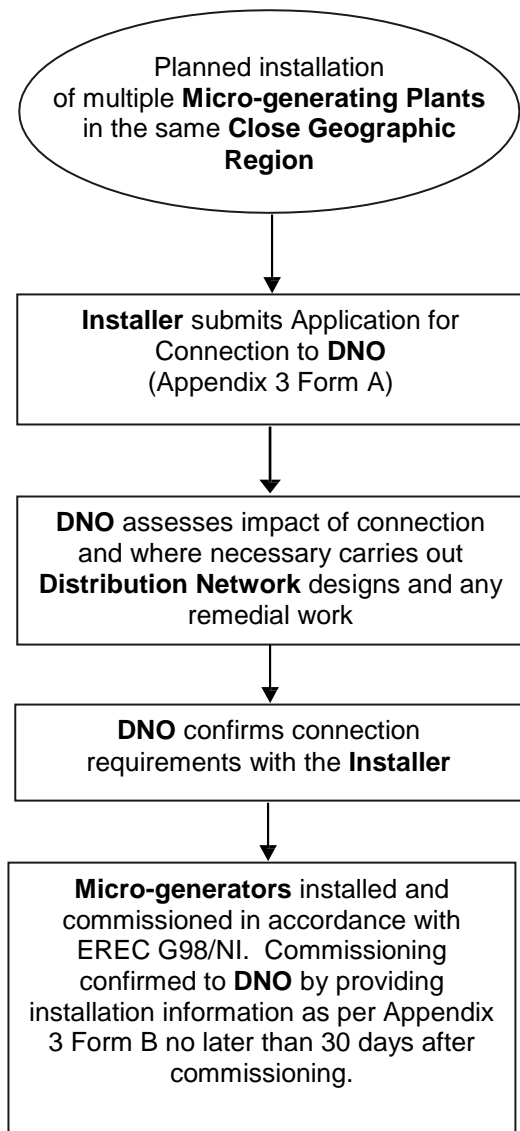 Planned installation
of multiple Micro-generating Plants
in the same Close Geographic
Region
Installer submits Application for
Connection to DNO
(Appendix 3 Form A)
DNO assesses impact of connection
and where necessary carries out
Distribution Network designs and any
remedial work
DNO confirms connection
requirements with the Installer
Micro-generators installed and
commissioned in accordance with
EREC G98/NI.  Commissioning
confirmed to DNO by providing
installation information as per Appendix
3 Form B no later than 30 days after
commissioning.